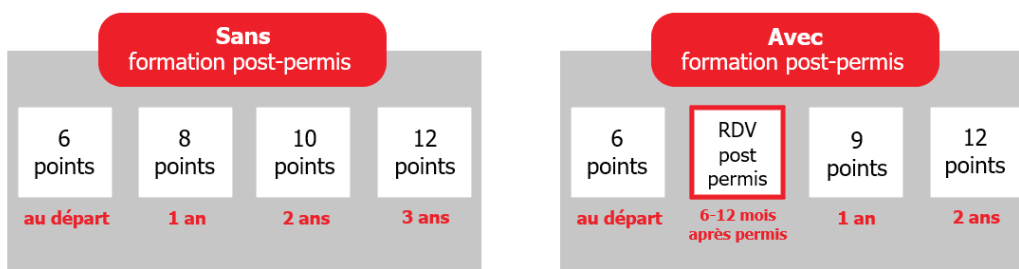 Sans
formation post-permis
6
points
8
points
10
points
12
points
au départ
1 an
2 ans
3 ans
Avec
formation post-permis
6
points
RDV
post
permis
9
points
12
points
au départ
6-12 mois
après permis
1 an
2 ans